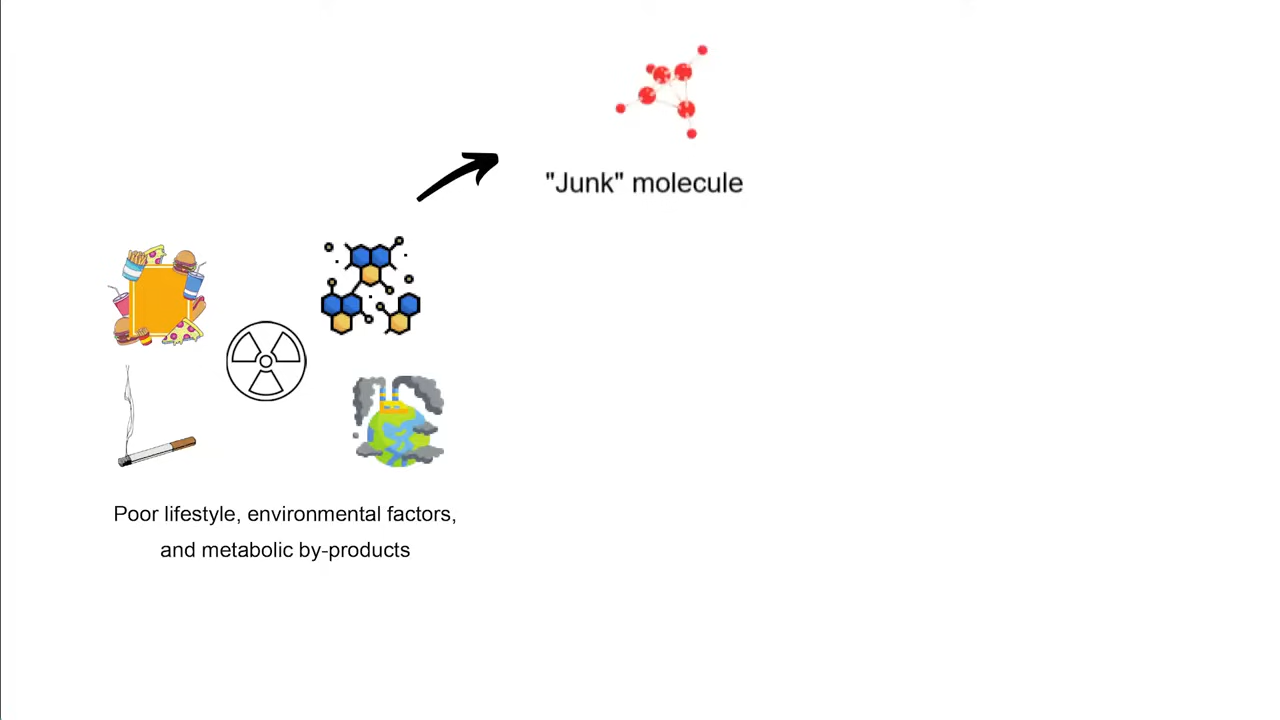 "Junk" molecule
Poor lifestyle, environmental factors,
and metabolic by-products